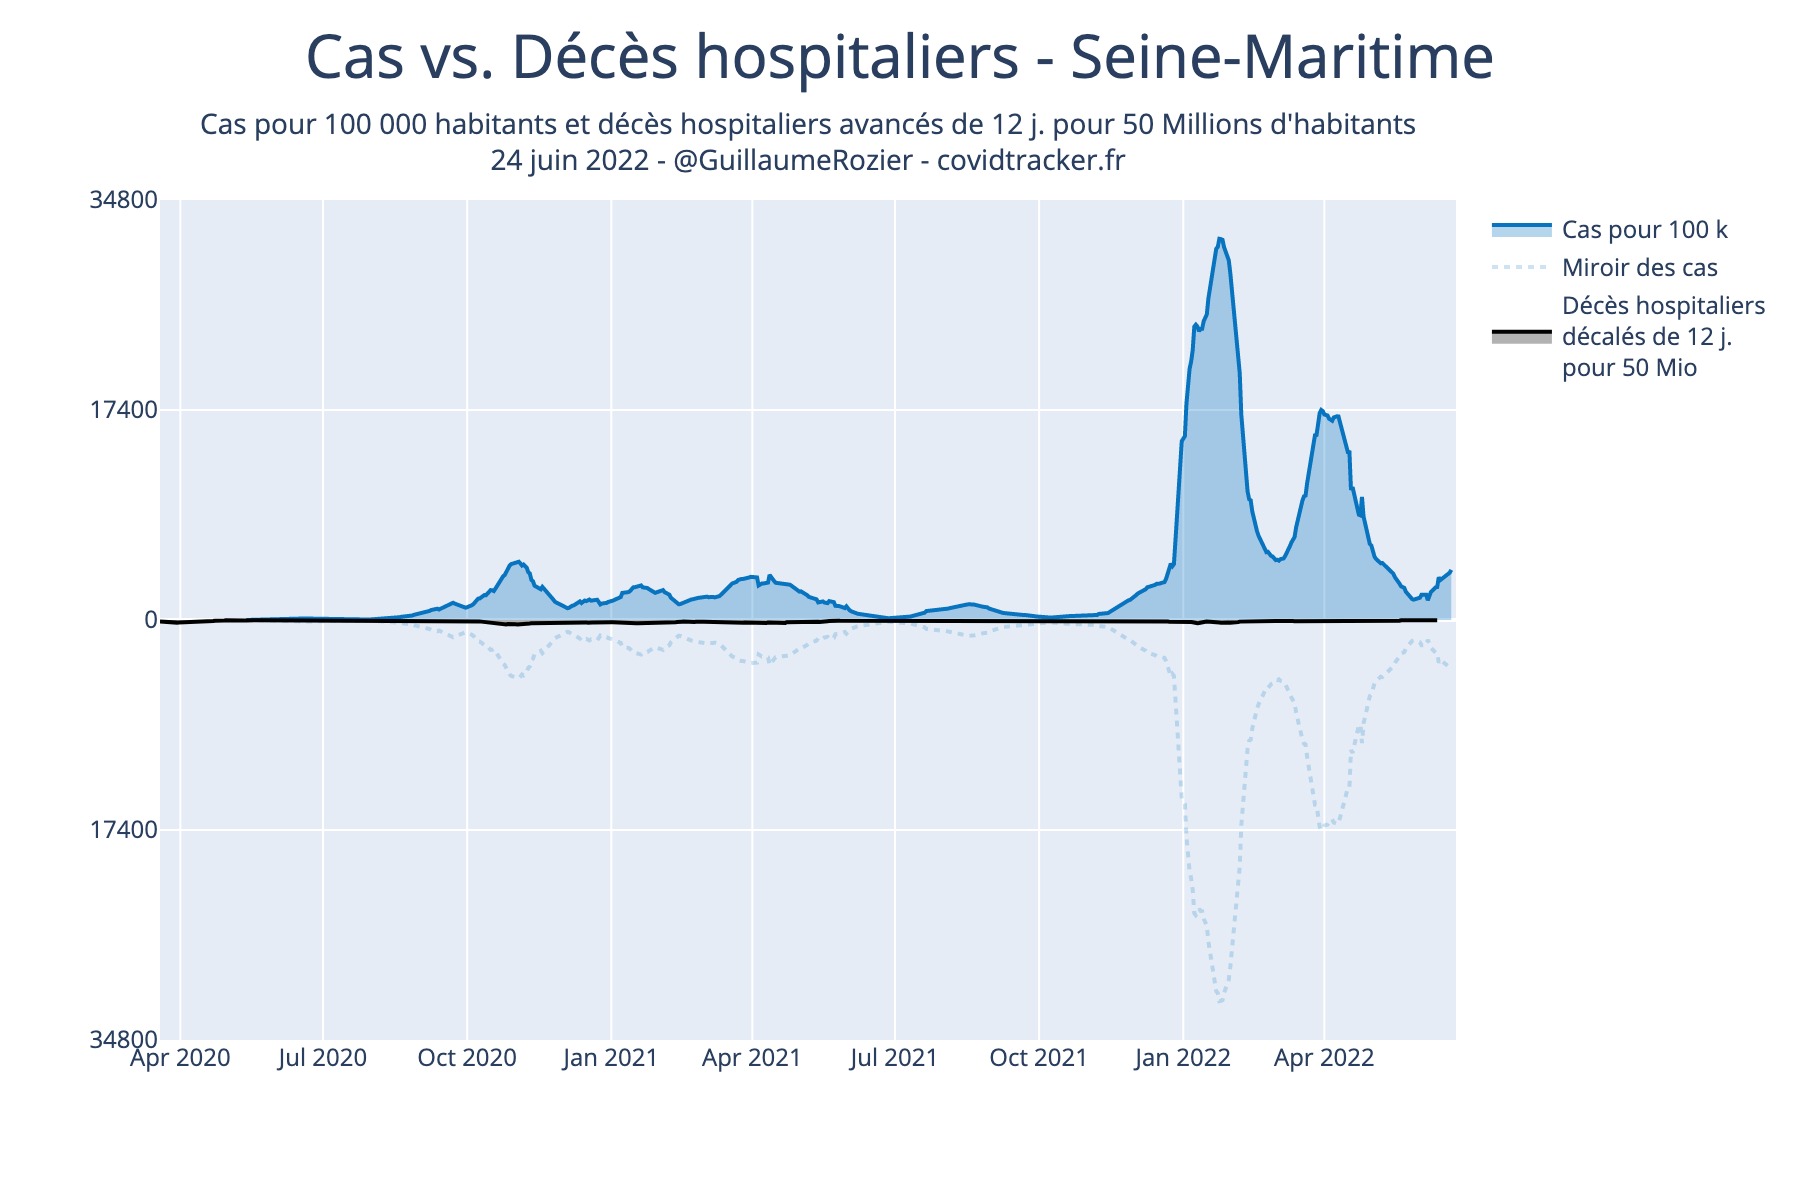 Cas vs. Décès hospitaliers - Seine-Maritime
Cas pour 100 000 habitants et décès hospitaliers avancés de 12 j. pour 50 Millions d'habitants
24 juin 2022 - @GuillaumeRozier - covidtracker.fr
34800
17400
0
17400
34800
Apr 2020
Jul 2020
Oct 2020
Jan 2021
Apr 2021
Jul 2021
Oct 2021
Jan 2022
Apr 2022
Cas pour 100 k
Miroir des cas
Décès hospitaliers
décalés de 12 j.
pour 50 Mio